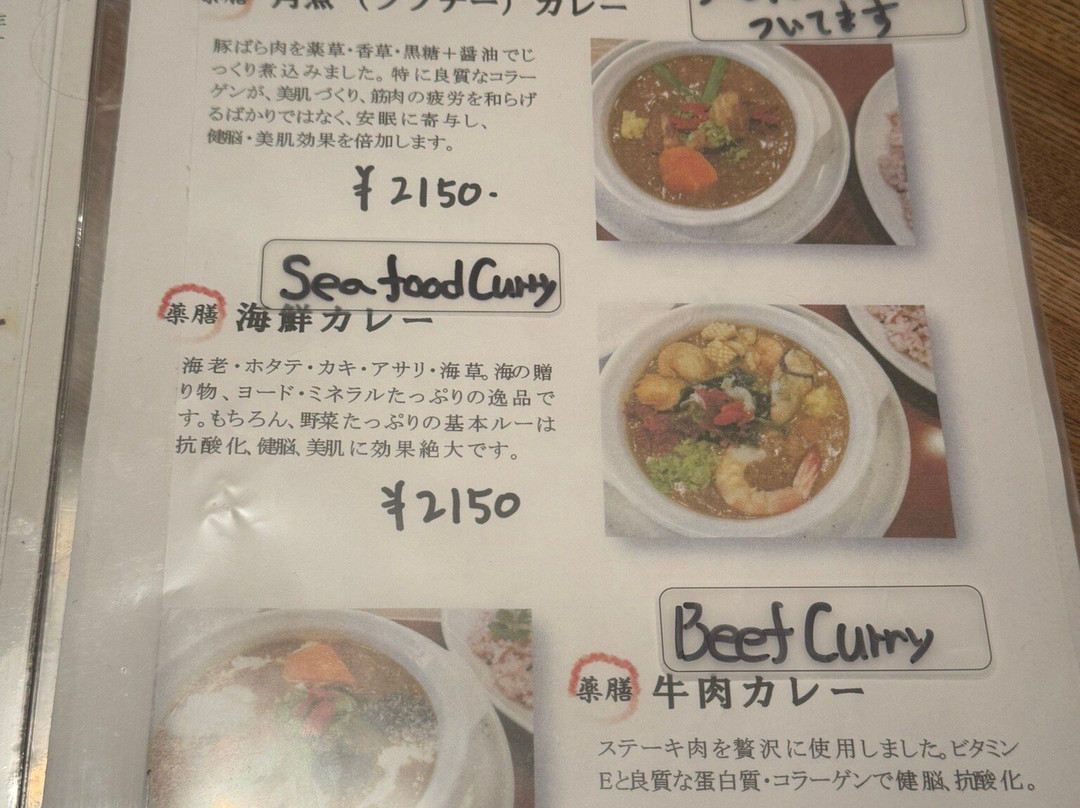 角煮（ラフテー）カレー
ついてます
豚ばら肉を薬草・香草・黒糖＋醤油でじ
っくり煮込みました。特に良質なコラー
ゲンが、美肌づくり、筋肉の疲労を和らげ
るばかりではなく、安眠に寄与し、
健脳・美肌効果を倍加します。
¥2150-
Seafood Curry
薬膳 海鮮カレー
海老・ホタテ・カキ・アサリ・海草。海の贈
り物、ヨード・ミネラルたっぷりの逸品で
す。もちろん、野菜たっぷりの基本ルーは
抗酸化、健脳、美肌に効果絶大です。
¥2150
Beef Curry
薬膳 牛肉カレー
ステーキ肉を贅沢に使用しました。ビタミン
Eと良質な蛋白質・コラーゲンで健脳、抗酸化。